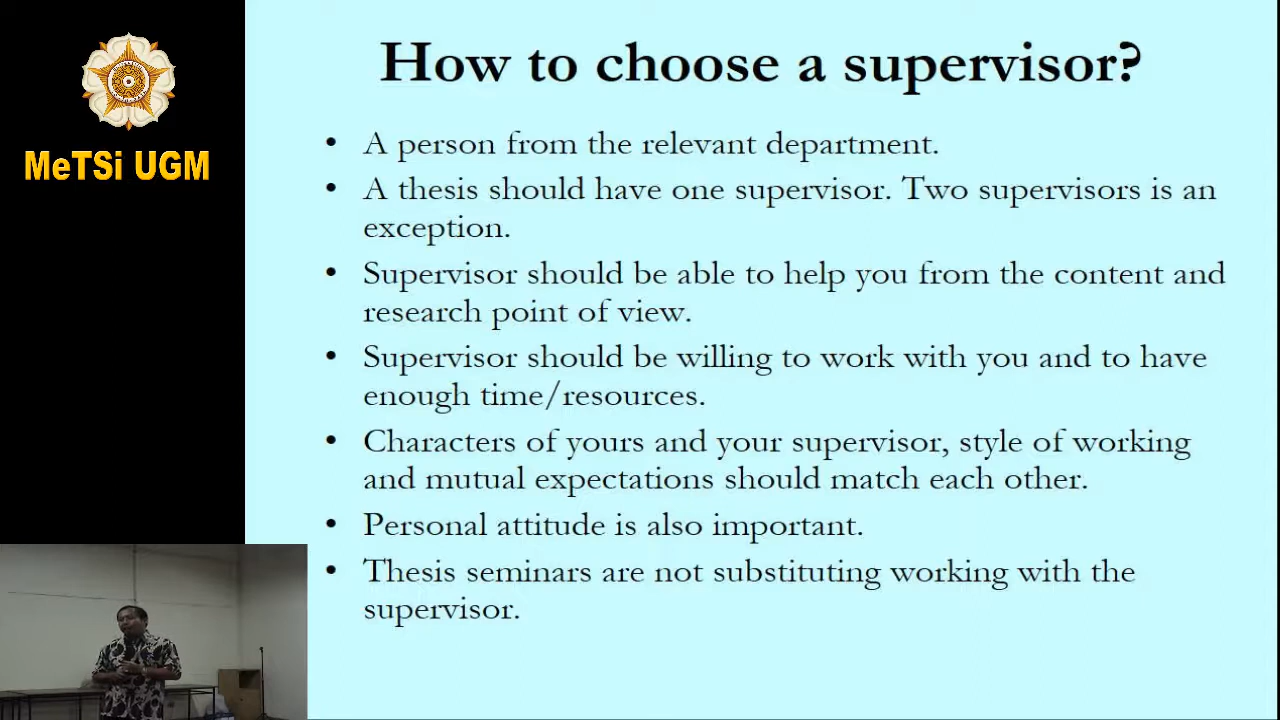 MeTSi UGM
How to choose a supervisor?
• A person from the relevant department.
• A thesis should have one supervisor. Two supervisors is an
exception.
• Supervisor should be able to help you from the content and
research point of view.
• Supervisor should be willing to work with you and to have
enough time/resources.
• Characters of yours and your supervisor, style of working
and mutual expectations should match each other.
• Personal attitude is also important.
• Thesis seminars are not substituting working with the
supervisor.